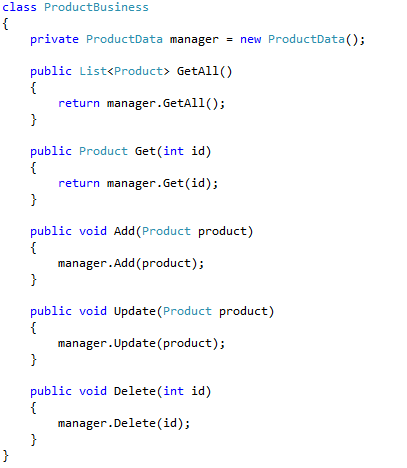 class ProductBusiness
{
    private ProductData manager = new ProductData();

    public List<Product> GetAll()
    {
        return manager.GetAll();
    }

    public Product Get(int id)
    {
        return manager.Get(id);
    }

    public void Add(Product product)
    {
        manager.Add(product);
    }

    public void Update(Product product)
    {
        manager.Update(product);
    }

    public void Delete(int id)
    {
        manager.Delete(id);
    }
}